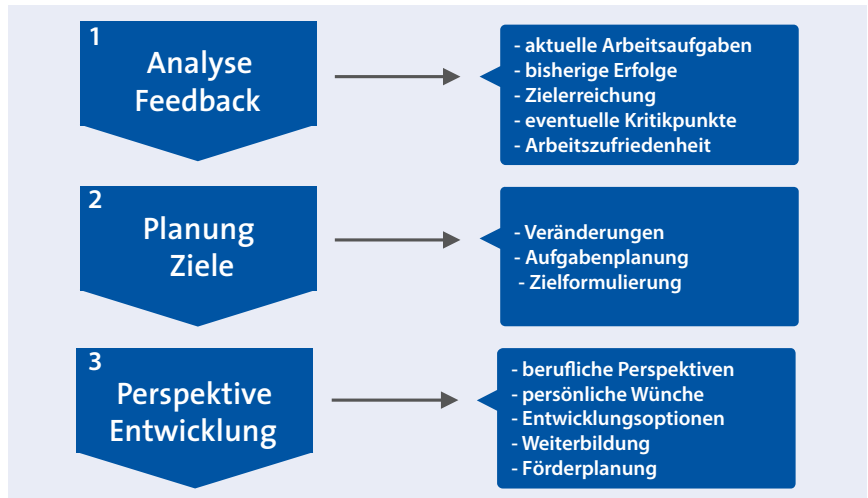 1
Analyse
Feedback
- aktuelle Arbeitsaufgaben
- bisherige Erfolge
- Zielerreichung
- eventuelle Kritikpunkte
- Arbeitszufriedenheit
2
Planung
Ziele
- Veränderungen
- Aufgabenplanung
- Zielformulierung
3
Perspektive
Entwicklung
- berufliche Perspektiven
- persönliche Wünche
- Entwicklungsoptionen
- Weiterbildung
- Förderplanung